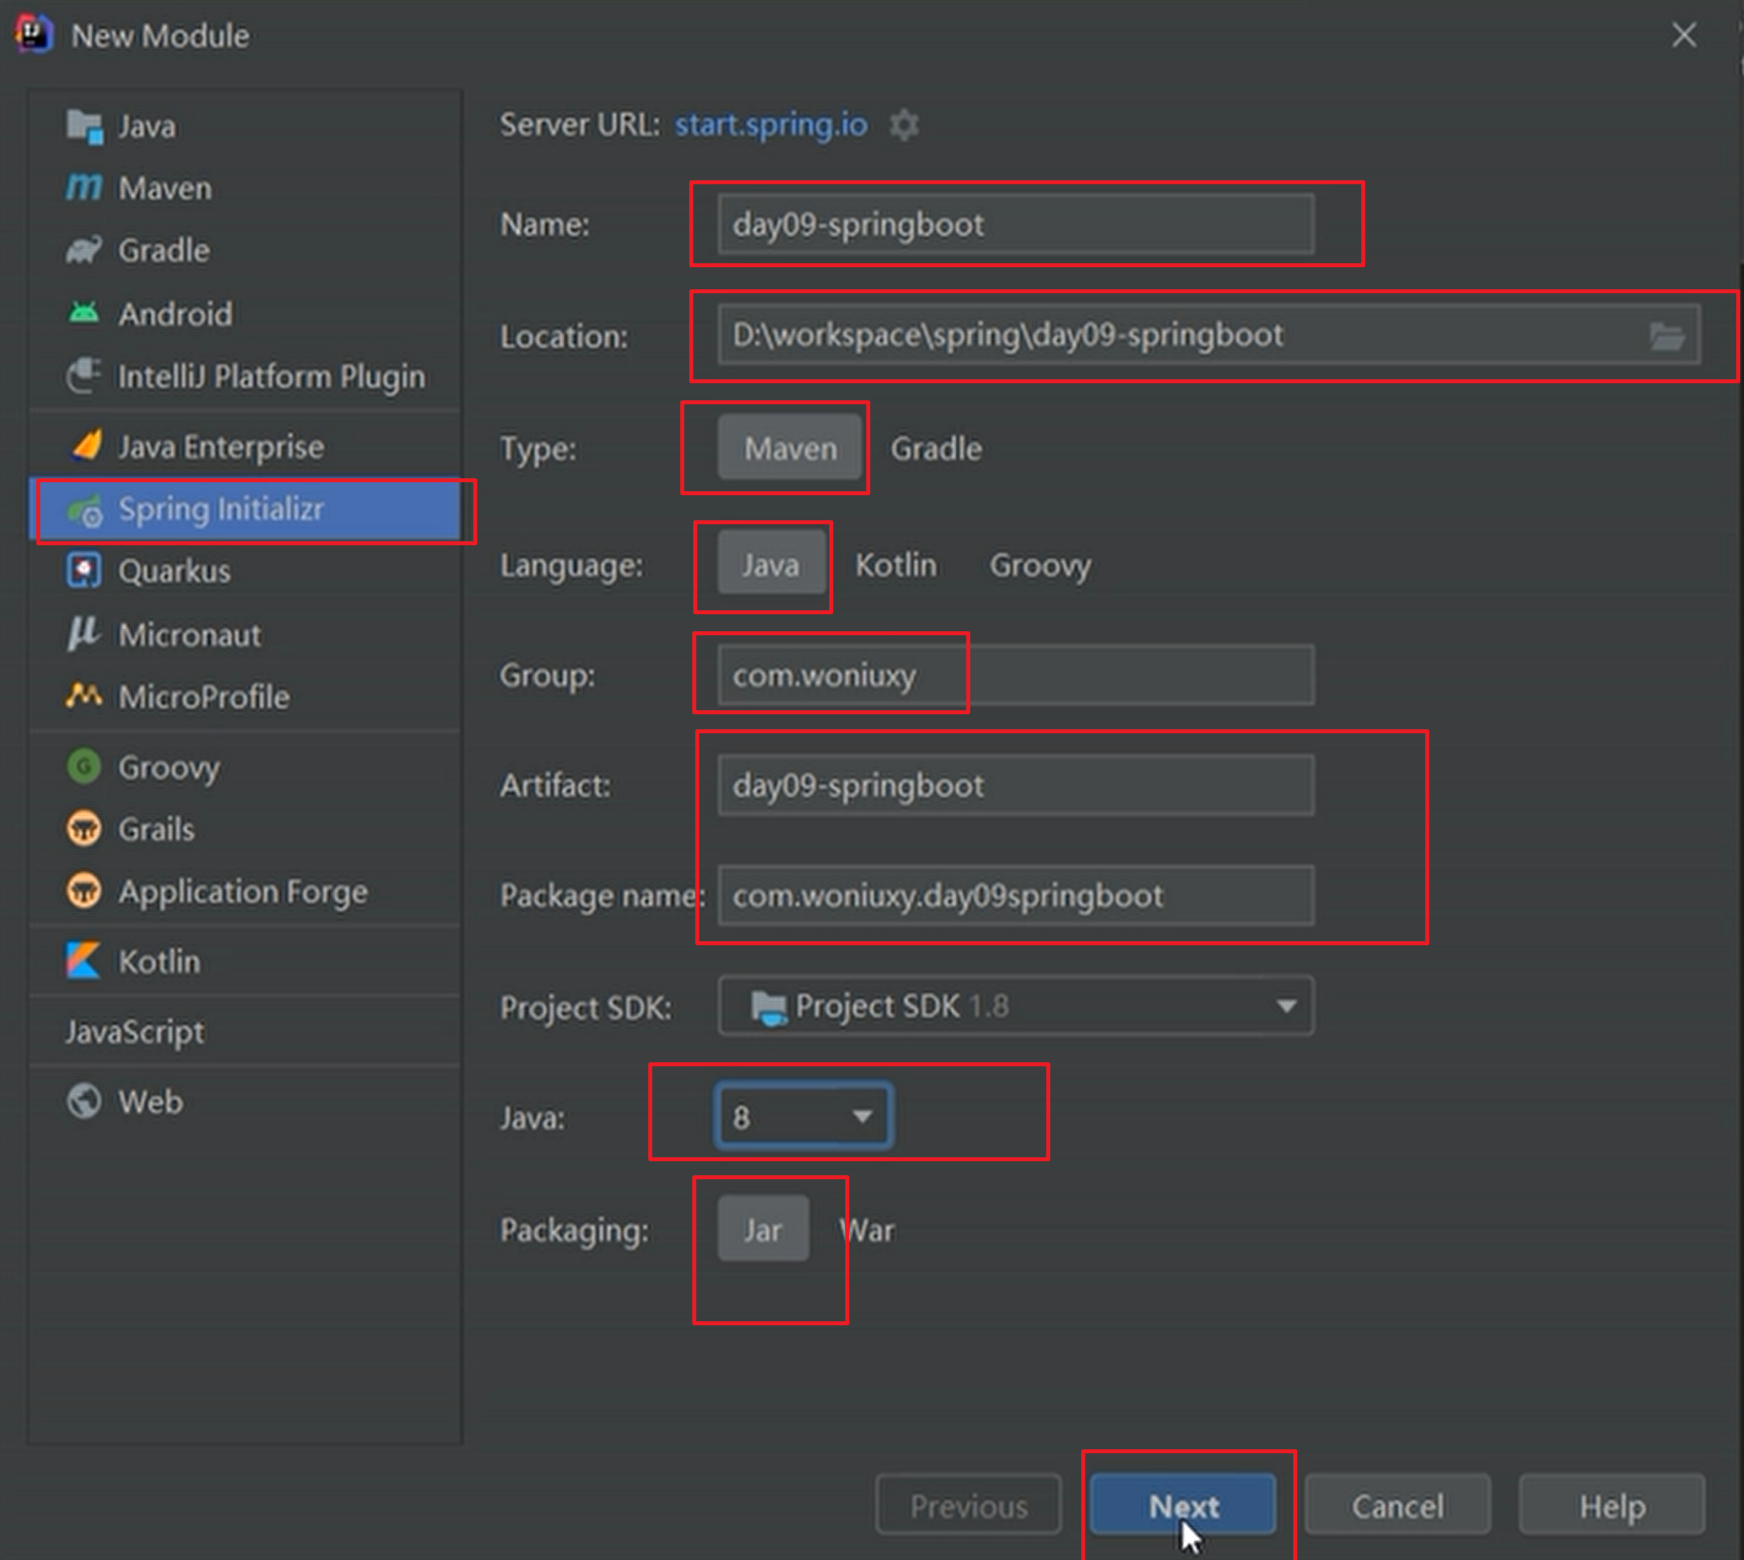 New Module
Java
Maven
Gradle
Android
IntelliJ Platform Plugin
Java Enterprise
Spring Initializr
Quarkus
Micronaut
MicroProfile
Groovy
Grails
Application Forge
Kotlin
JavaScript
Web
Server URL: start.spring.io
Name: day09-springboot
Location: D:\workspace\spring\day09-springboot
Type: Maven Gradle
Language: Java Kotlin Groovy
Group: com.woniuxy
Artifact: day09-springboot
Package name: com.woniuxy.day09springboot
Project SDK: Project SDK 1.8
Java: 8
Packaging: Jar War
Previous Next Cancel Help